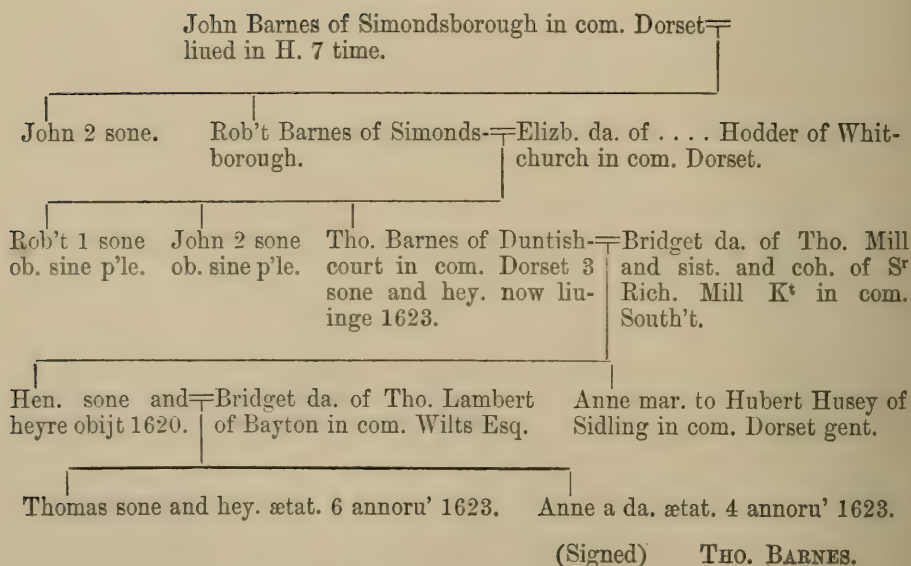 John Barnes of Simondsborough in com. Dorset
liued in H. 7 time.
John 2 sone.
Rob't Barnes of Simonds-
borough.
Elizb. da. of . . . . Hodder of Whit-
church in com. Dorset.
Rob't 1 sone
ob. sine p'le.
John 2 sone
ob. sine p'le.
Tho. Barnes of Duntish-
court in com. Dorset 3
sone and hey. now liu-
inge 1623.
Bridget da. of Tho. Mill
and sist. and coh. of Sʳ
Rich. Mill Kᵗ in com.
South't.
Hen. sone and
heyre obijt 1620.
Bridget da. of Tho. Lambert
of Bayton in com. Wilts Esq.
Anne mar. to Hubert Husey of
Sidling in com. Dorset gent.
Thomas sone and hey. ætat. 6 annoru' 1623.
Anne a da. ætat. 4 annoru' 1623.
(Signed) THO. BARNES.